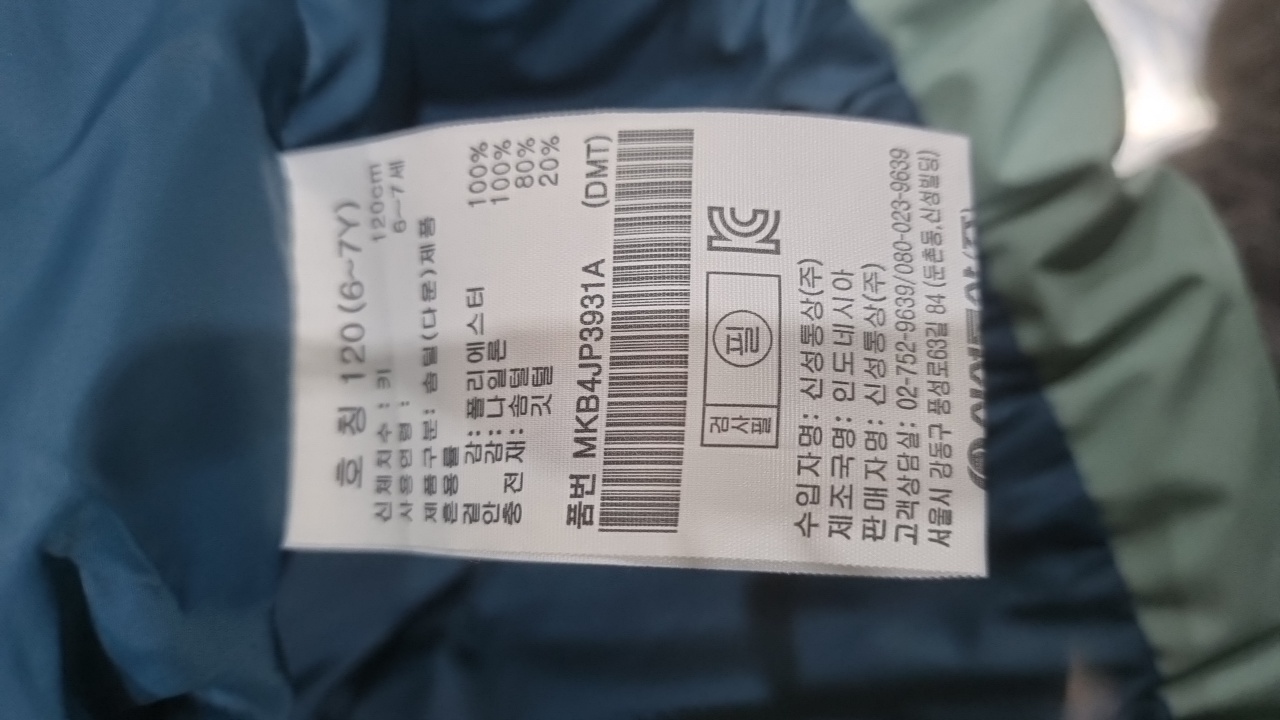 호 칭 120 (6~7Y)
신체치수 : 키 120cm
사용연령 : 6-7세
제품구분: 솜털(다운)제품
혼용률
겉 감: 폴리에스터 100%
안 감: 나일론 100%
충 전 재: 솜털 80%
깃털 20%
품번 MKB4JP3931A (DMT)
검사필 필
수입자명: 신성통상(주)
제조국명: 인도네시아
판매자명: 신성통상(주)
고객상담실: 02-752-9639/080-023-9639
서울시 강동구 풍성로63길 84 (둔촌동,신성빌딩)